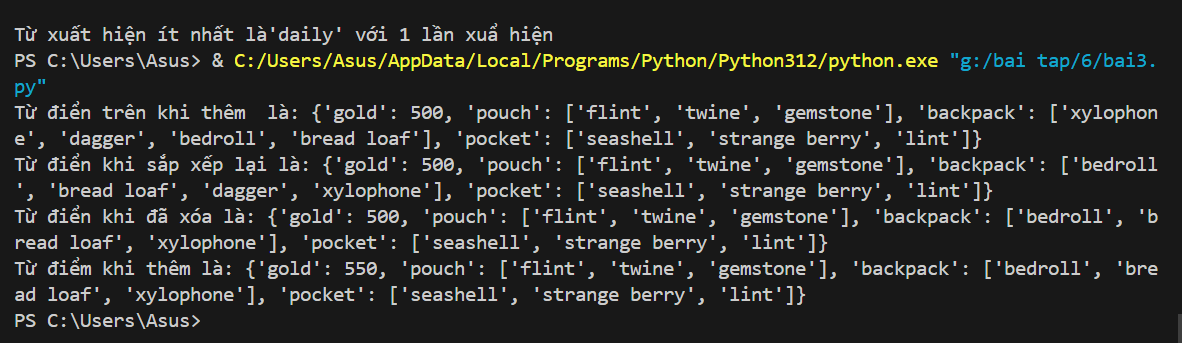 Từ xuất hiện ít nhất là'daily' với 1 lần xuẩ hiện
PS C:\Users\Asus> & C:/Users/Asus/AppData/Local/Programs/Python/Python312/python.exe "g:/bai tap/6/bai3.
py"
Từ điển trên khi thêm  là: {'gold': 500, 'pouch': ['flint', 'twine', 'gemstone'], 'backpack': ['xylophon
e', 'dagger', 'bedroll', 'bread loaf'], 'pocket': ['seashell', 'strange berry', 'lint']}
Từ điển khi sắp xếp lại là: {'gold': 500, 'pouch': ['flint', 'twine', 'gemstone'], 'backpack': ['bedroll
', 'bread loaf', 'dagger', 'xylophone'], 'pocket': ['seashell', 'strange berry', 'lint']}
Từ điển khi đã xóa là: {'gold': 500, 'pouch': ['flint', 'twine', 'gemstone'], 'backpack': ['bedroll', 'b
read loaf', 'xylophone'], 'pocket': ['seashell', 'strange berry', 'lint']}
Từ điểm khi thêm là: {'gold': 550, 'pouch': ['flint', 'twine', 'gemstone'], 'backpack': ['bedroll', 'bre
ad loaf', 'xylophone'], 'pocket': ['seashell', 'strange berry', 'lint']}
PS C:\Users\Asus>